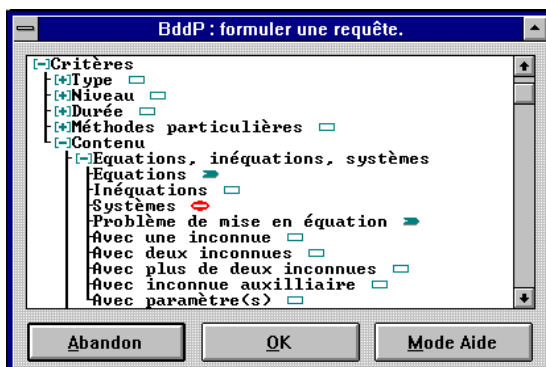 BddP : formuler une requête.
[-]Critères
[+]Type
[+]Niveau
[+]Durée
[+]Méthodes particulières
[-]Contenu
[-]Equations, inéquations, systèmes
Equations
Inéquations
Systèmes
Problème de mise en équation
Avec une inconnue
Avec deux inconnues
Avec plus de deux inconnues
Avec inconnue auxilliaire
Avec paramètre(s)
Abandon OK Mode Aide